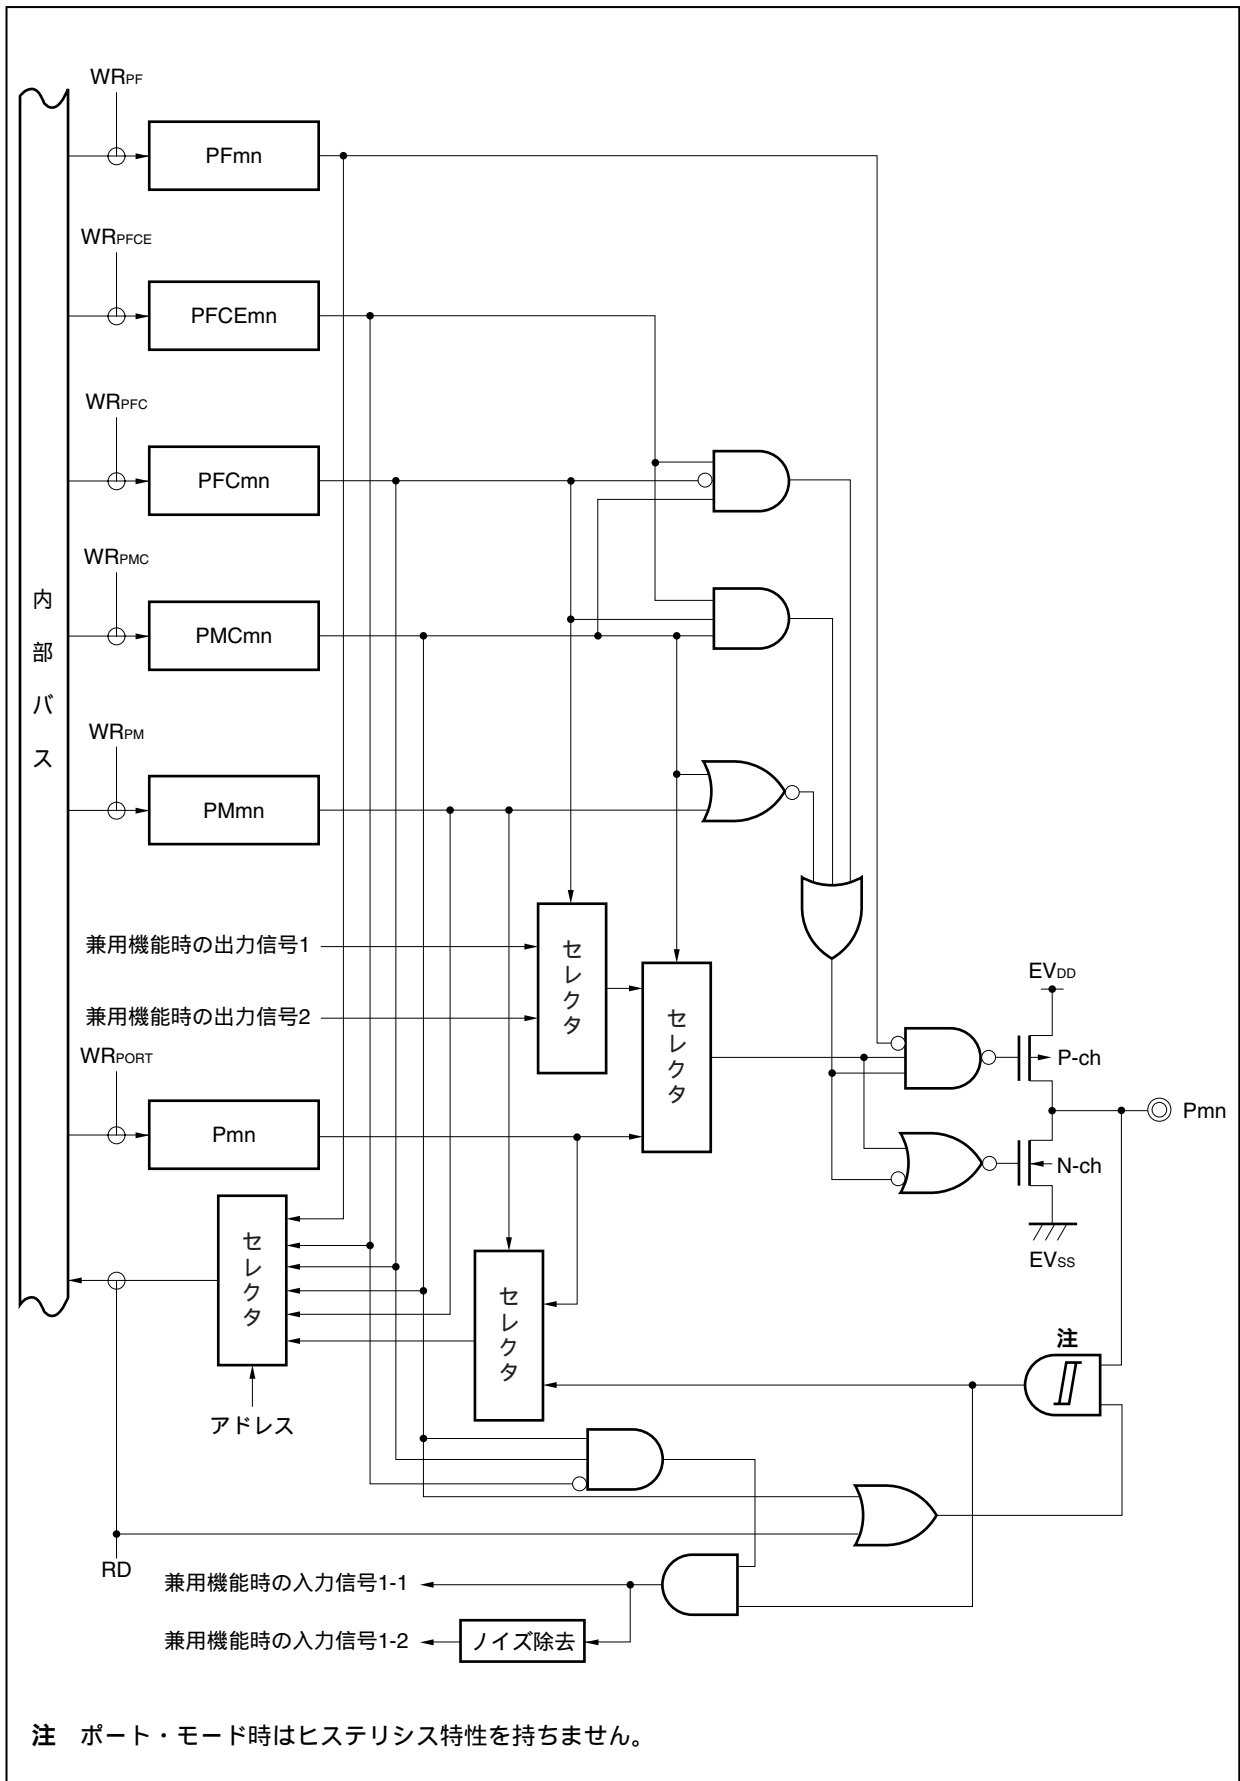 WRPF
PFmn
WRPFCE
PFCEmn
WRPFC
PFCmn
WRPMC
PMCmn
内部バス
WRPM
PMmn
兼用機能時の出力信号1
セレクタ
兼用機能時の出力信号2
セレクタ
EVDD
P-ch
WRPORT
Pmn
Pmn
N-ch
EVSS
セレクタ
セレクタ
注
アドレス
RD
兼用機能時の入力信号1-1
兼用機能時の入力信号1-2
ノイズ除去
注 ポート・モード時はヒステリシス特性を持ちません。